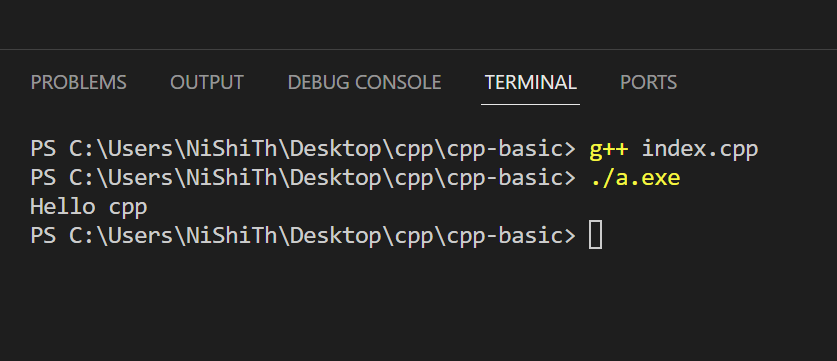 PROBLEMS OUTPUT DEBUG CONSOLE TERMINAL PORTS
PS C:\Users\NiShiTh\Desktop\cpp\cpp-basic> g++ index.cpp
PS C:\Users\NiShiTh\Desktop\cpp\cpp-basic> ./a.exe
Hello cpp
PS C:\Users\NiShiTh\Desktop\cpp\cpp-basic>